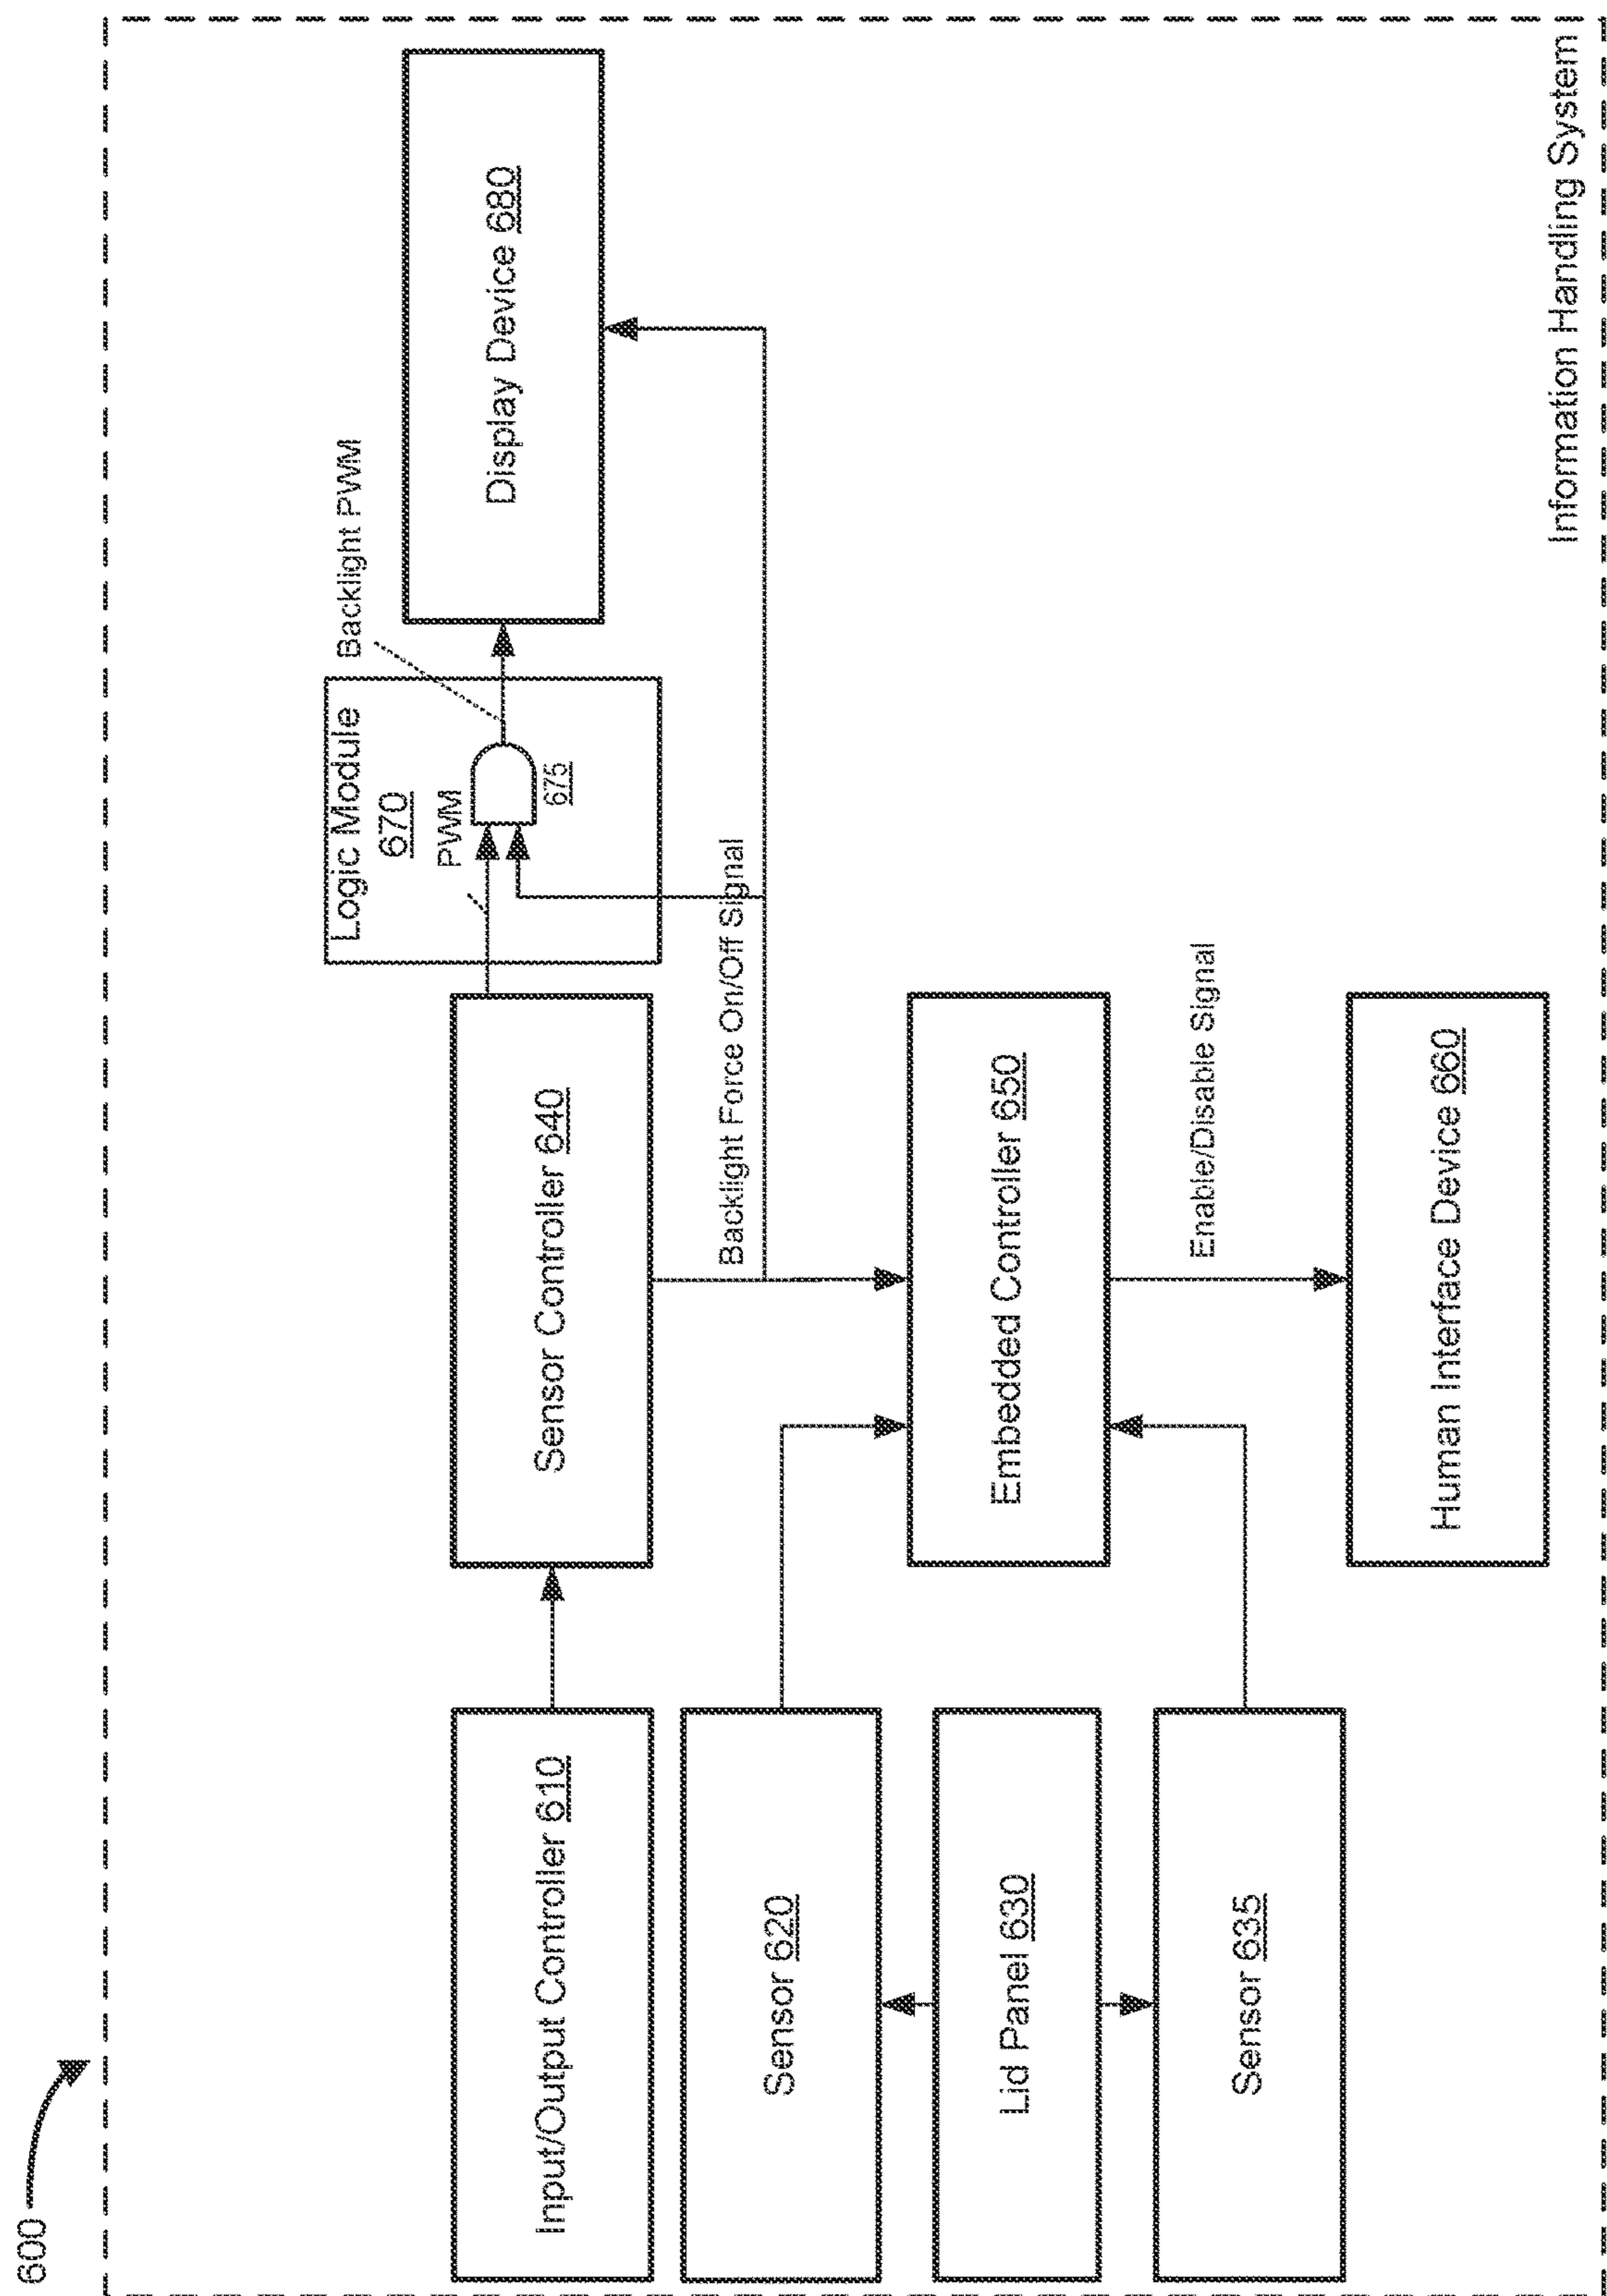 600
Input/Output Controller 610
Sensor Controller 640
Logic Module
670
PWM
675
Backlight PWM
Display Device 680
Backlight Force On/Off Signal
Sensor 620
Lid Panel 630
Sensor 635
Embedded Controller 650
Enable/Disable Signal
Human Interface Device 660
Information Handling System